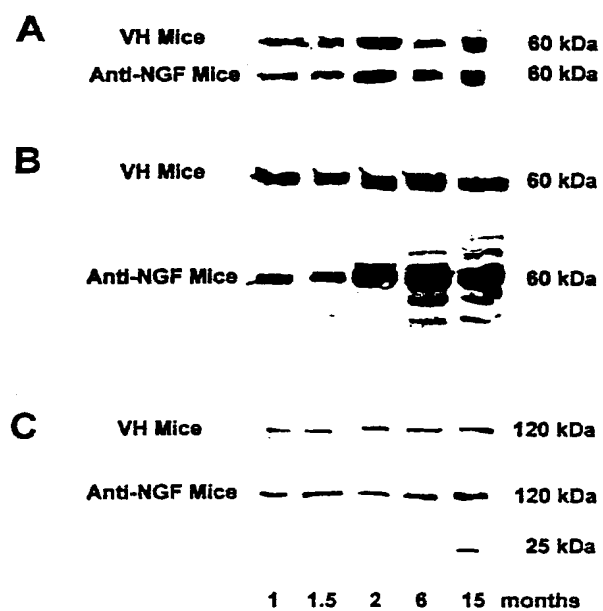 A
VH Mice 60 kDa
Anti-NGF Mice 60 kDa
B
VH Mice 60 kDa
Anti-NGF Mice 60 kDa
C
VH Mice 120 kDa
Anti-NGF Mice 120 kDa
25 kDa
1 1.5 2 6 15 months